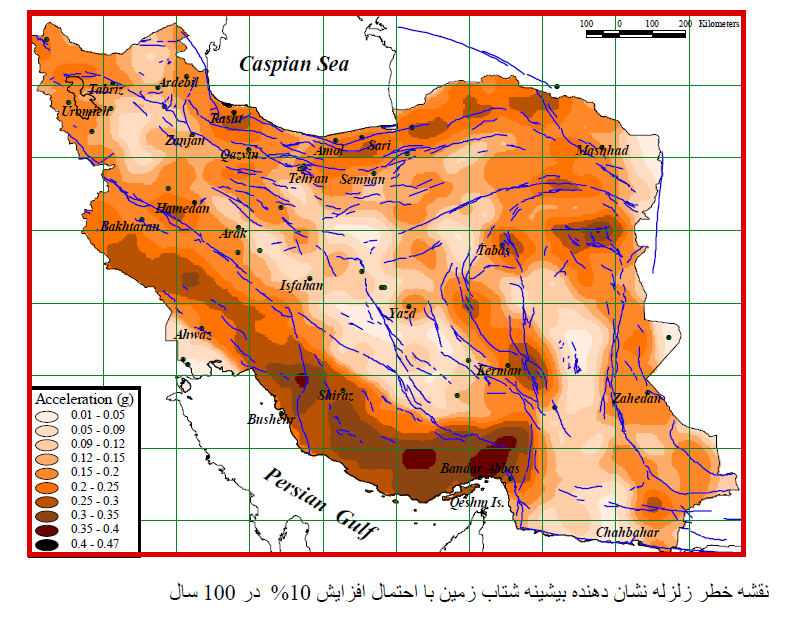 100 0 100 200 Kilometers
Caspian Sea
Ardebil
Tabriz
Uromieh
Rasht
Zanjan
Amol
Sari
Qazvin
Mashhad
Tehran
Semnan
Hamedan
Bakhtaran
Arak
Tabas
Isfahan
Yazd
Ahwaz
Kerman
Shiraz
Zahedan
Bushehr
Bandar Abbas
Persian Gulf
Qeshm Is.
Chahbahar
Acceleration (g)
0.01 - 0.05
0.05 - 0.09
0.09 - 0.12
0.12 - 0.15
0.15 - 0.2
0.2 - 0.25
0.25 - 0.3
0.3 - 0.35
0.35 - 0.4
0.4 - 0.47
نقشه خطر زلزله نشان دهنده بیشینه شتاب زمین با احتمال افزایش 10% در 100 سال